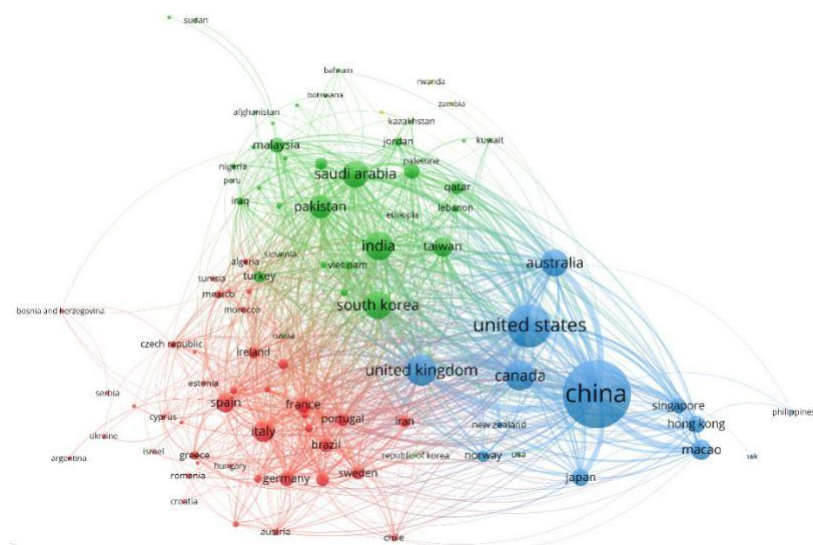 sudan
bahrain
rwanda
botswana
zambia
afghanistan
kazakhstan
malaysia
jordan
kuwait
nigeria
palestine
saudi arabia
peru
qatar
iraq
pakistan
lebanon
ethiopia
india
taiwan
slovenia
algeria
vietnam
australia
tunisia
turkey
mexico
south korea
morocco
bosnia and herzegovina
united states
russia
czech republic
ireland
united kingdom
canada
estonia
china
serbia
spain
france
singapore
philippines
cyprus
portugal
iran
hong kong
new zealand
ukraine
italy
brazil
israel
macao
argentina
greece
republic of korea
norway
usa
uk
hungary
romania
germany
sweden
japan
croatia
austria
chile